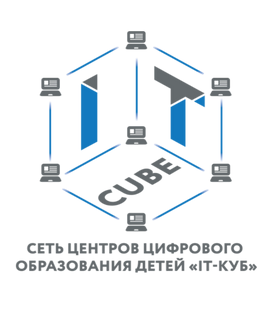 IT
CUBE
СЕТЬ ЦЕНТРОВ ЦИФРОВОГО
ОБРАЗОВАНИЯ ДЕТЕЙ «IT-КУБ»